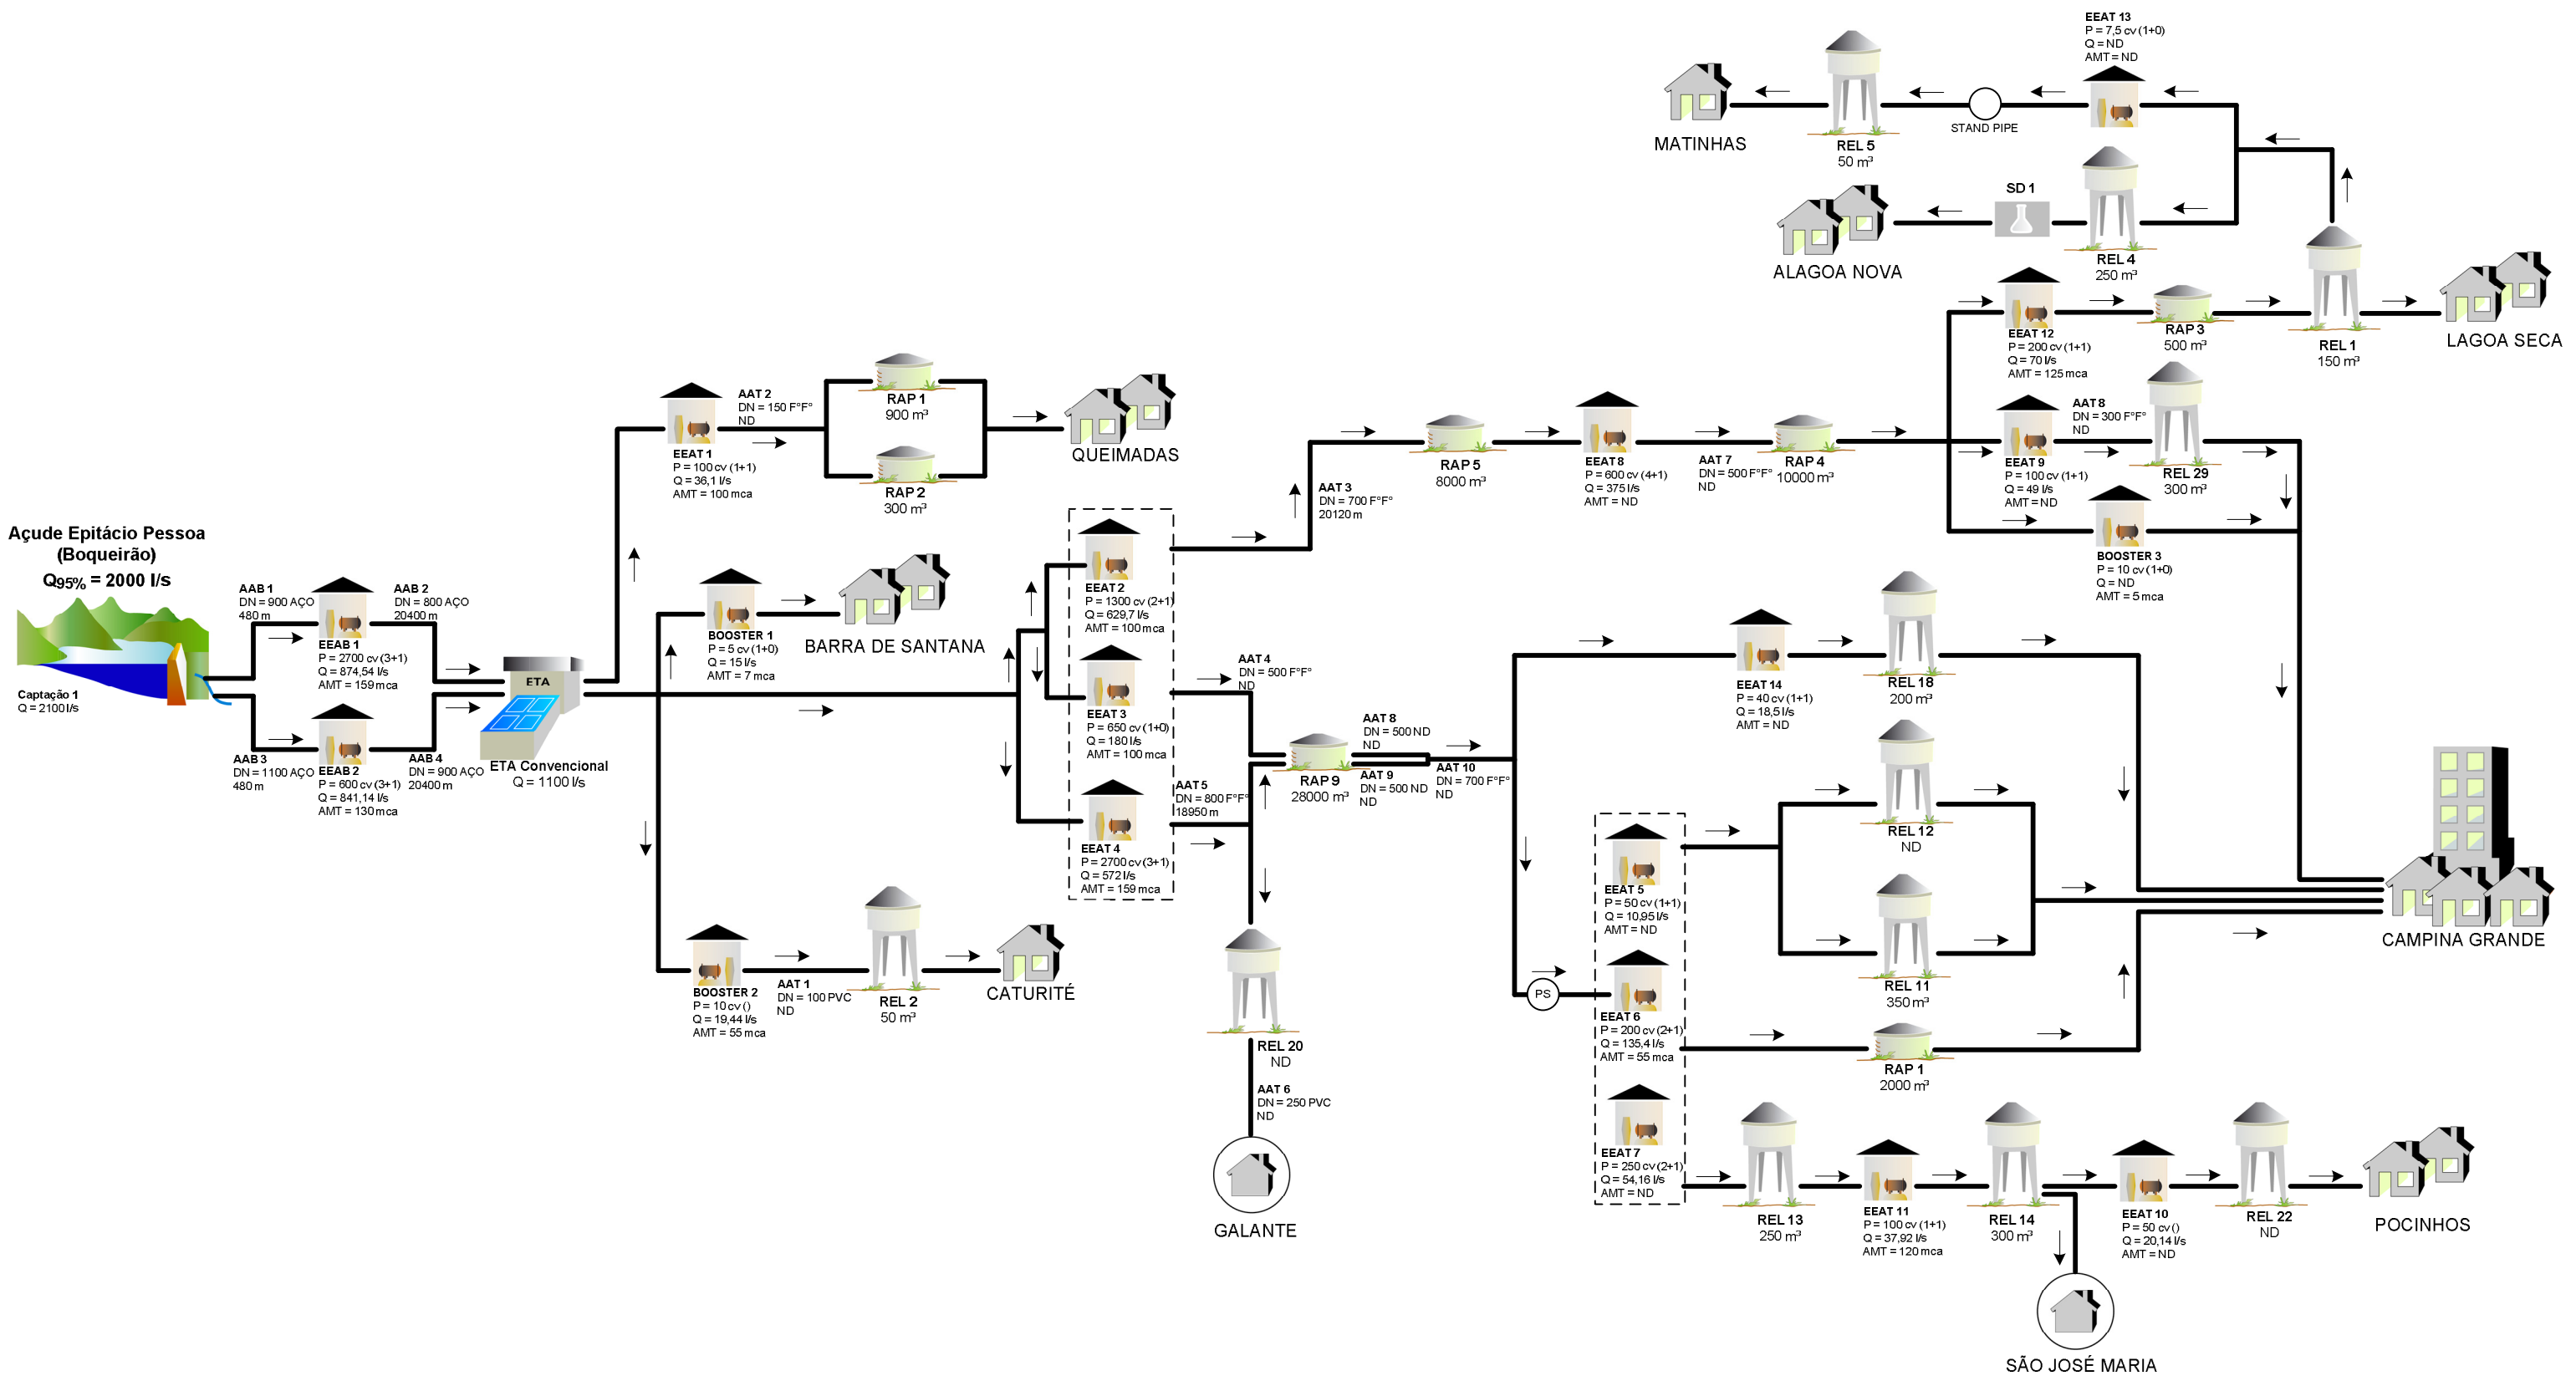 Açude Epitácio Pessoa
(Boqueirão)
Q95% = 2000 l/s
Captação 1
Q = 2100 l/s
AAB 1
DN = 900 AÇO
480 m
EEAB 1
P = 2700 cv (3+1)
Q = 874,54 l/s
AMT = 159 mca
AAB 2
DN = 800 AÇO
20400 m
AAB 3
DN = 1100 AÇO
480 m
EEAB 2
P = 600 cv (3+1)
Q = 841,14 l/s
AMT = 130 mca
AAB 4
DN = 900 AÇO
20400 m
ETA
ETA Convencional
Q = 1100 l/s
EEAT 1
P = 100 cv (1+1)
Q = 36,1 l/s
AMT = 100 mca
AAT 2
DN = 150 FºFº
ND
RAP 1
900 m³
RAP 2
300 m³
QUEIMADAS
BOOSTER 1
P = 5 cv (1+0)
Q = 15 l/s
AMT = 7 mca
BARRA DE SANTANA
BOOSTER 2
P = 10 cv ()
Q = 19,44 l/s
AMT = 55 mca
AAT 1
DN = 100 PVC
ND
REL 2
50 m³
CATURITÉ
EEAT 2
P = 1300 cv (2+1)
Q = 629,7 l/s
AMT = 100 mca
EEAT 3
P = 650 cv (1+0)
Q = 180 l/s
AMT = 100 mca
EEAT 4
P = 2700 cv (3+1)
Q = 572 l/s
AMT = 159 mca
AAT 3
DN = 700 FºFº
20120 m
AAT 4
DN = 500 FºFº
ND
AAT 5
DN = 800 FºFº
18950 m
RAP 9
28000 m³
REL 20
ND
AAT 6
DN = 250 PVC
ND
GALANTE
AAT 8
DN = 500 ND
ND
AAT 9
DN = 500 ND
ND
AAT 10
DN = 700 FºFº
ND
RAP 5
8000 m³
EEAT 8
P = 600 cv (4+1)
Q = 375 l/s
AMT = ND
AAT 7
DN = 500 FºFº
ND
RAP 4
10000 m³
EEAT 12
P = 200 cv (1+1)
Q = 70 l/s
AMT = 125 mca
RAP 3
500 m³
REL 1
150 m³
LAGOA SECA
EEAT 13
P = 7,5 cv (1+0)
Q = ND
AMT = ND
STAND PIPE
REL 5
50 m³
MATINHAS
REL 4
250 m³
SD 1
ALAGOA NOVA
EEAT 9
P = 100 cv (1+1)
Q = 49 l/s
AMT = ND
AAT 8
DN = 300 FºFº
ND
REL 29
300 m³
BOOSTER 3
P = 10 cv (1+0)
Q = ND
AMT = 5 mca
EEAT 14
P = 40 cv (1+1)
Q = 18,5 l/s
AMT = ND
REL 18
200 m³
PS
EEAT 5
P = 50 cv (1+1)
Q = 10,95 l/s
AMT = ND
REL 12
ND
REL 11
350 m³
EEAT 6
P = 200 cv (2+1)
Q = 135,4 l/s
AMT = 55 mca
RAP 1
2000 m³
CAMPINA GRANDE
EEAT 7
P = 250 cv (2+1)
Q = 54,16 l/s
AMT = ND
REL 13
250 m³
EEAT 11
P = 100 cv (1+1)
Q = 37,92 l/s
AMT = 120 mca
REL 14
300 m³
EEAT 10
P = 50 cv ()
Q = 20,14 l/s
AMT = ND
REL 22
ND
POCINHOS
SÃO JOSÉ MARIA